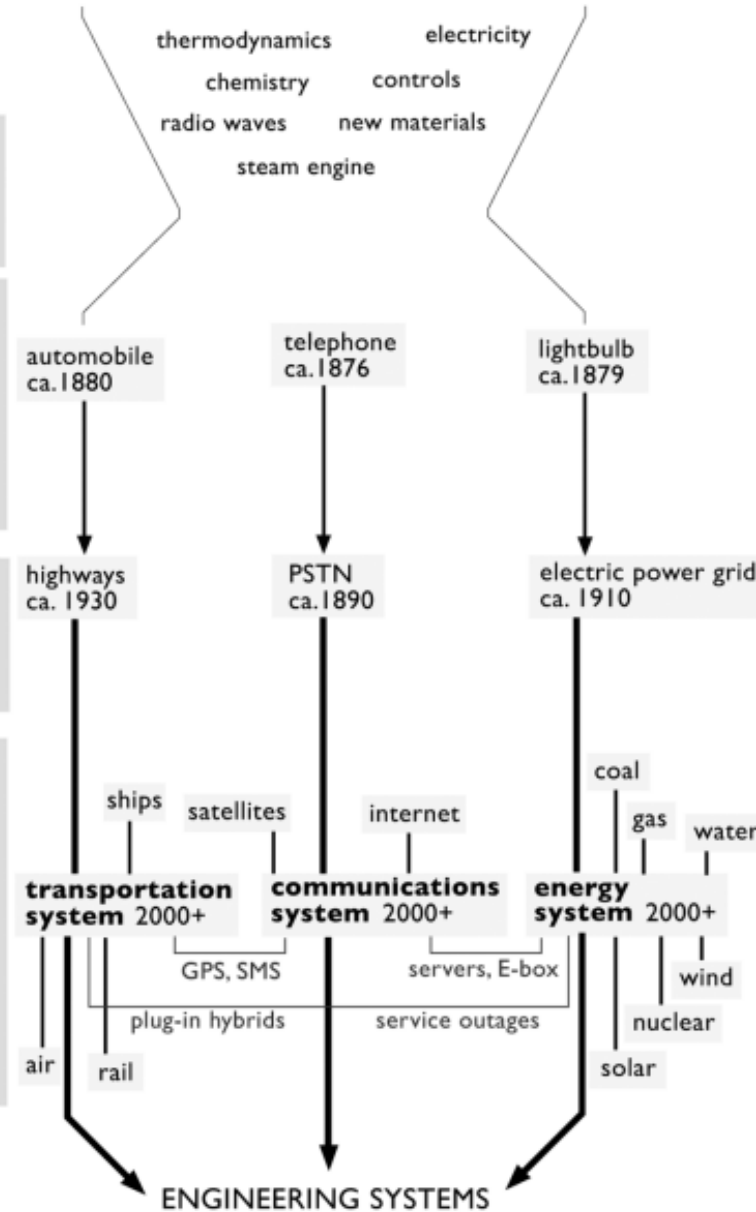 thermodynamics electricity
chemistry controls
radio waves new materials
steam engine
automobile
ca.1880
telephone
ca.1876
lightbulb
ca.1879
highways
ca. 1930
PSTN
ca.1890
electric power grid
ca. 1910
ships
satellites
internet
coal
gas
water
transportation
system 2000+
communications
system 2000+
energy
system 2000+
GPS, SMS
servers, E-box
wind
plug-in hybrids
service outages
nuclear
air
rail
solar
ENGINEERING SYSTEMS